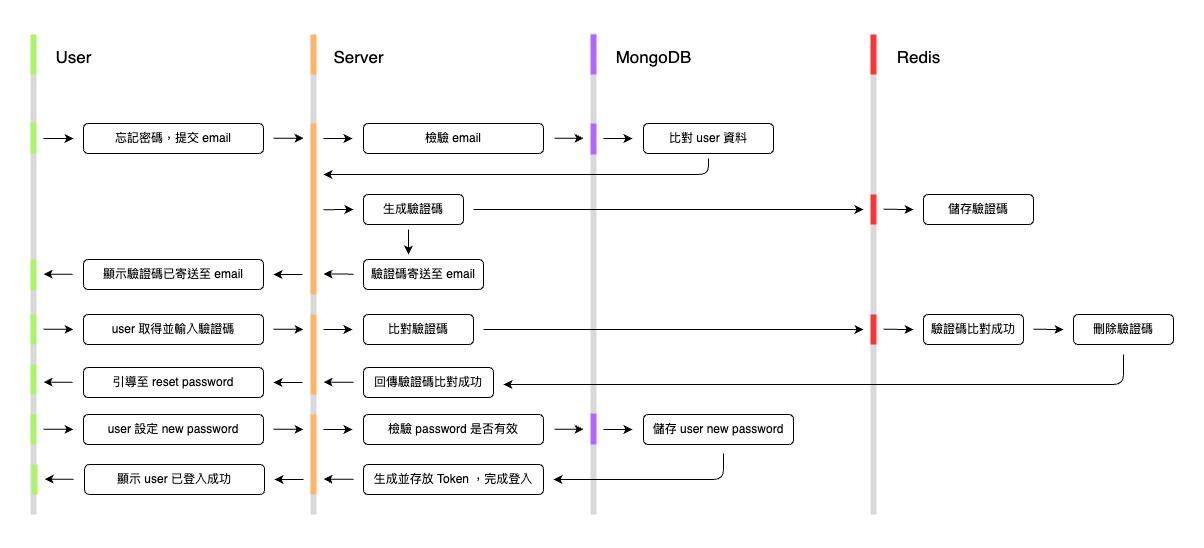 User
Server
MongoDB
Redis
忘記密碼，提交 email
檢驗 email
比對 user 資料
生成驗證碼
儲存驗證碼
顯示驗證碼已寄送至 email
驗證碼寄送至 email
user 取得並輸入驗證碼
比對驗證碼
驗證碼比對成功
刪除驗證碼
引導至 reset password
回傳驗證碼比對成功
user 設定 new password
檢驗 password 是否有效
儲存 user new password
顯示 user 已登入成功
生成並存放 Token ，完成登入